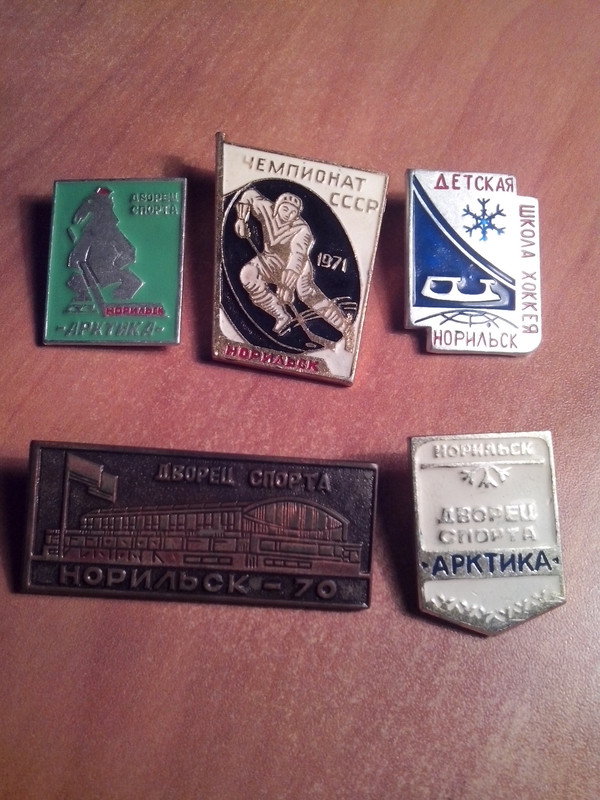 ДВОРЕЦ
СПОРТА
НОРИЛЬСК
·АРКТИКА·
ЧЕМПИОНАТ
СССР
1971
НОРИЛЬСК
ДЕТСКАЯ
ШКОЛА ХОККЕЯ
НОРИЛЬСК
ДВОРЕЦ СПОРТА
НОРИЛЬСК-70
НОРИЛЬСК
ДВОРЕЦ
СПОРТА
·АРКТИКА·